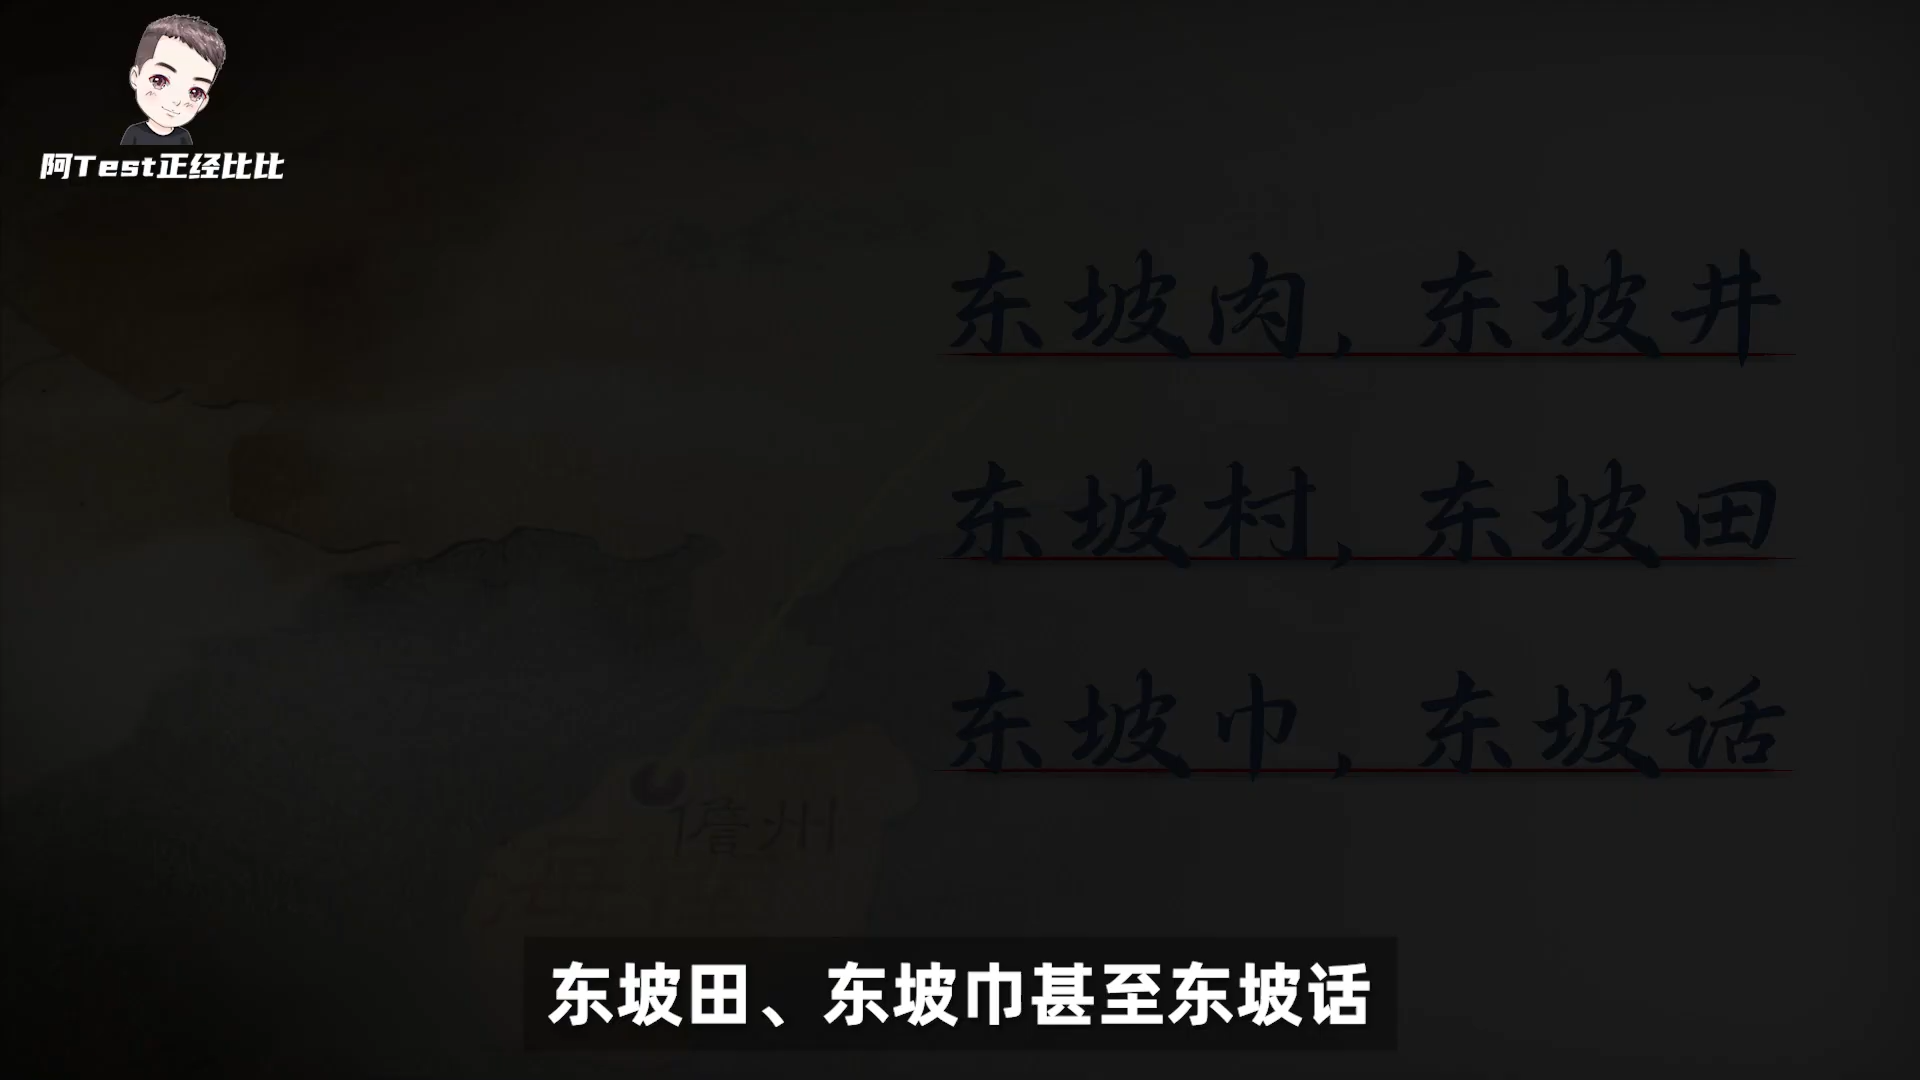 阿Test正经比比
东坡肉，东坡井
东坡村，东坡田
东坡巾，东坡话
儋州
东坡田、东坡巾甚至东坡话